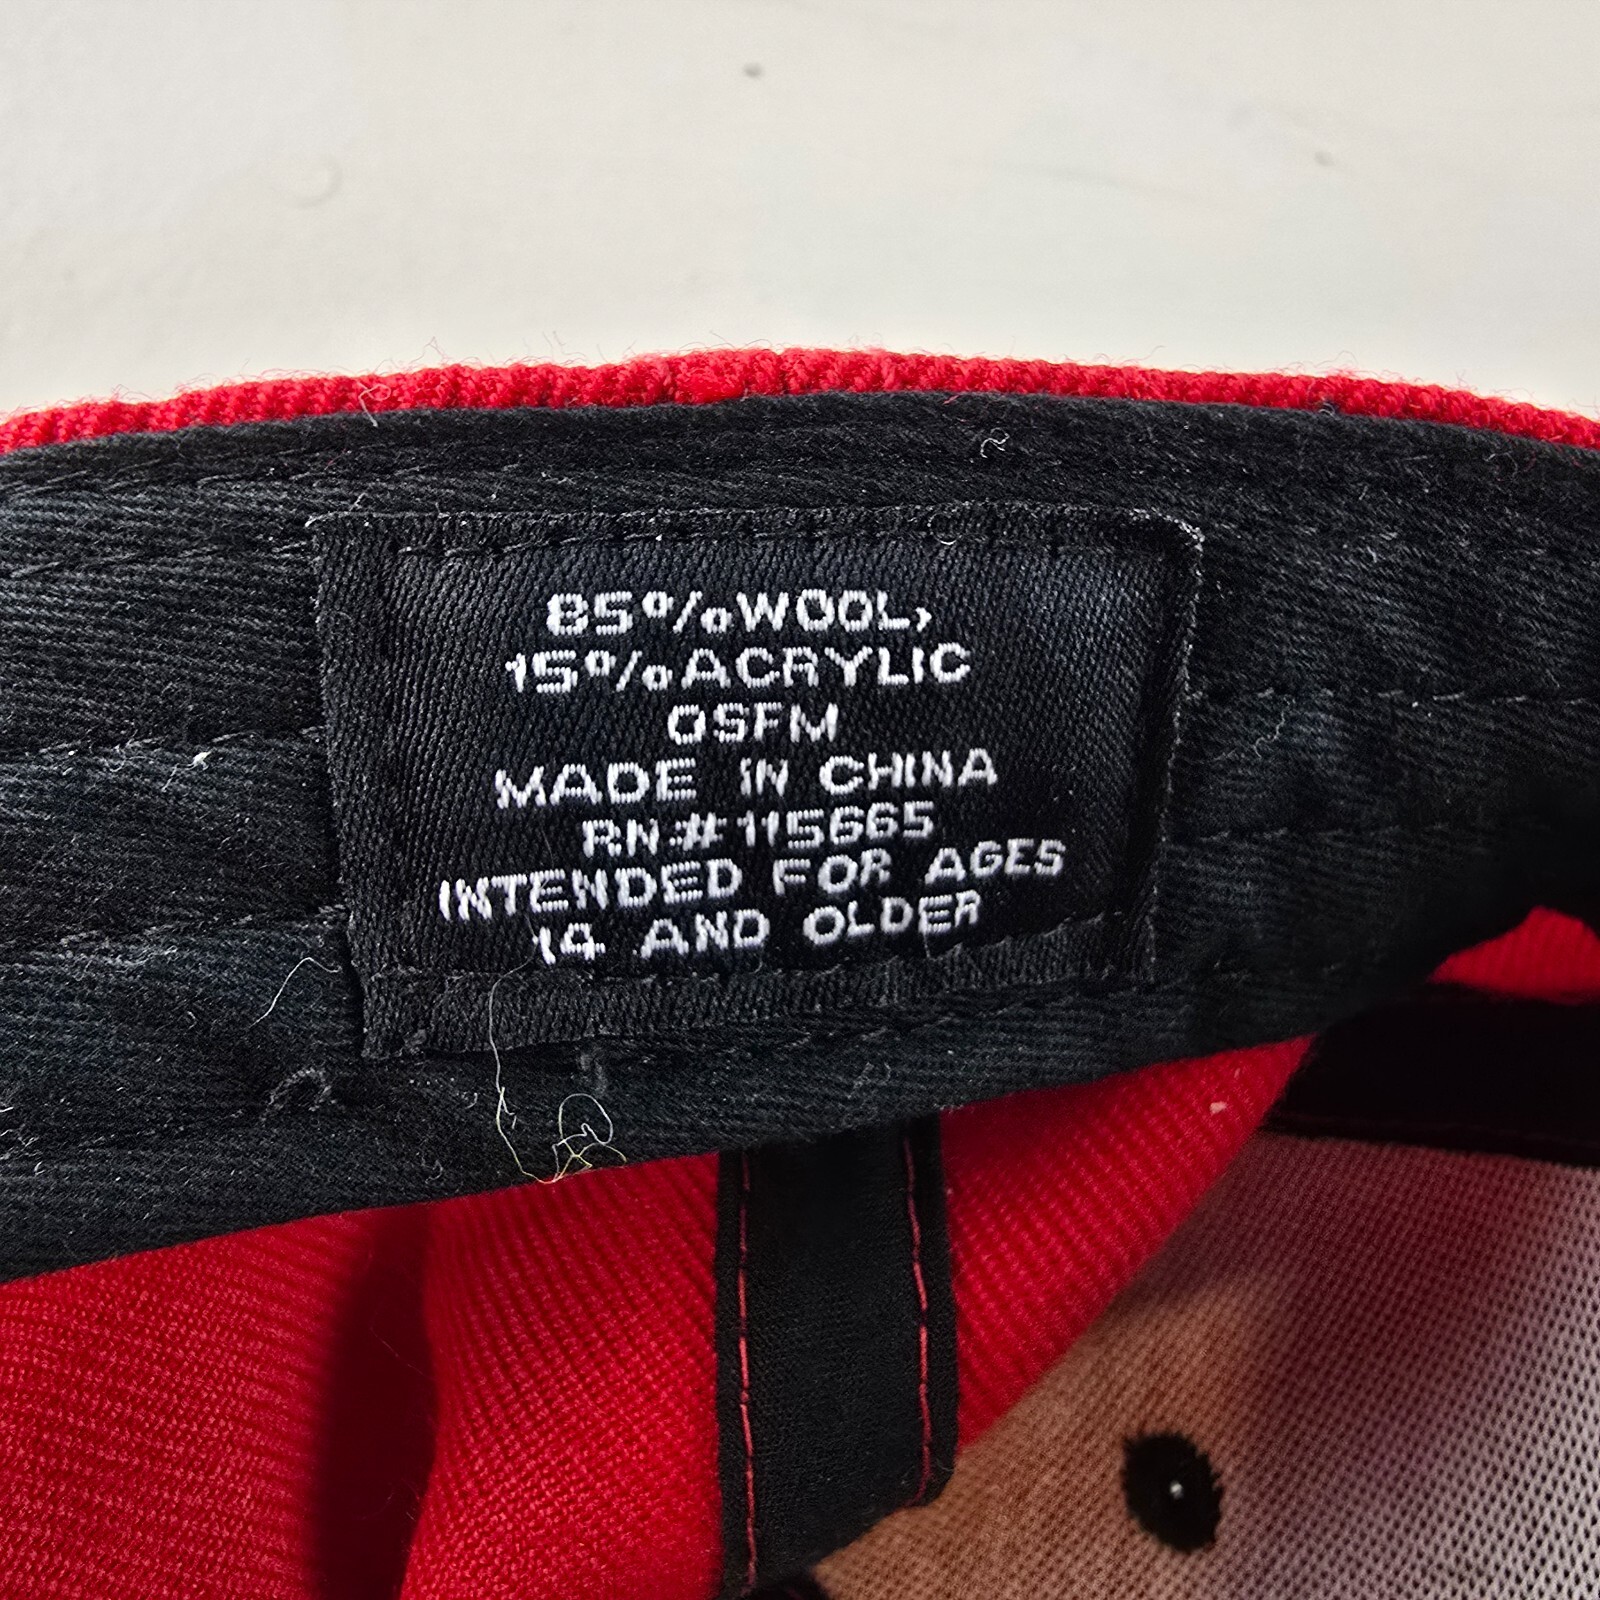 85%WOOL,
15%ACRYLIC
OSFM
MADE IN CHINA
RN#115665
INTENDED FOR AGES
14 AND OLDER